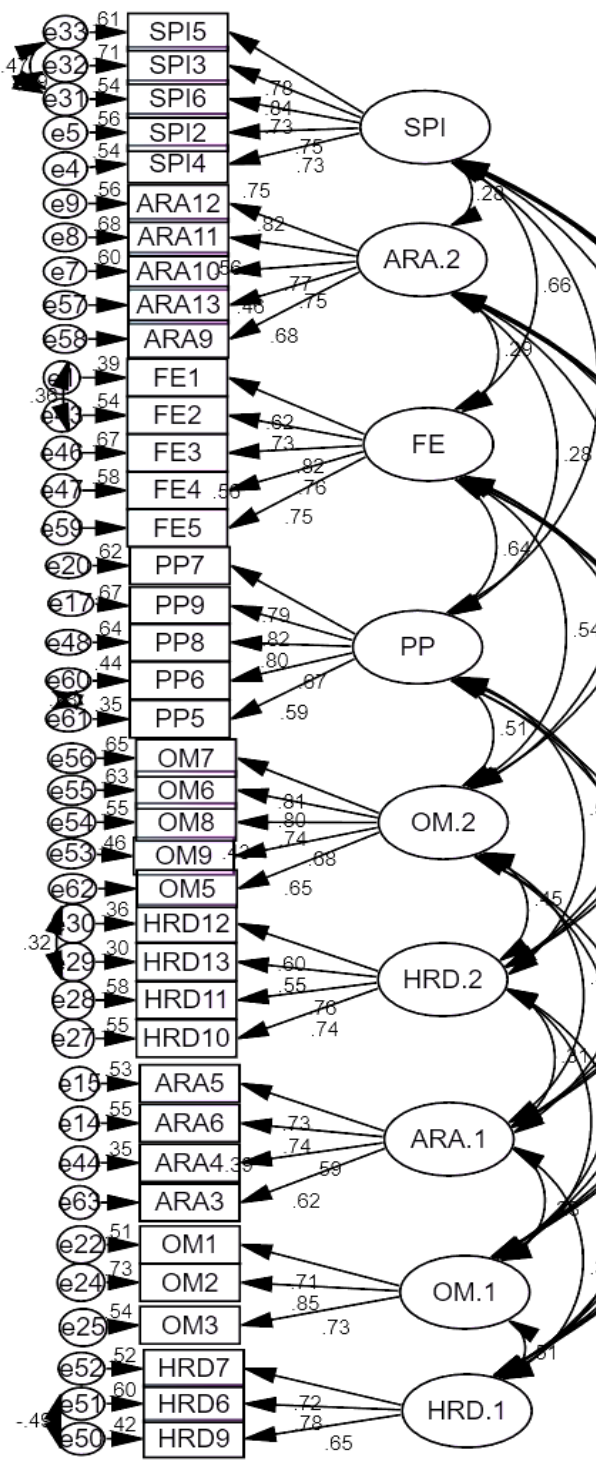 e33 .61 SPI5
e32 .71 SPI3
.47
e31 .54 SPI6
e5 .56 SPI2
e4 .54 SPI4
.78
.84
.73
.75
.73
SPI
e9 .56 ARA12
e8 .68 ARA11
e7 .60 ARA10 .56
e57 ARA13 .46
e58 ARA9
.75
.82
.77
.75
.68
ARA.2
.28
.66
.29
.28
.39 FE1
.36
.54 FE2
e46 .67 FE3
e47 .58 FE4 .56
e59 FE5
.62
.73
.82
.76
.75
FE
.64
.54
e20 .62 PP7
e17 .67 PP9
e48 .64 PP8
e60 .44 PP6
e61 .35 PP5
.79
.82
.80
.67
.59
PP
.51
e56 .65 OM7
e55 .63 OM6
e54 .55 OM8
e53 .46 OM9
e62 OM5
.81
.80
.74
.68
.65
OM.2
.45
e30 .36 HRD12
.32
e29 .30 HRD13
e28 .58 HRD11
e27 .55 HRD10
.60
.55
.76
.74
HRD.2
e15 .53 ARA5
e14 .55 ARA6
e44 .35 ARA4 .39
e63 ARA3
.73
.74
.59
.62
ARA.1
e22 .51 OM1
e24 .73 OM2
e25 .54 OM3
.71
.85
.73
OM.1
e52 .52 HRD7
e51 .60 HRD6
-.49
e50 .42 HRD9
.72
.78
.65
HRD.1